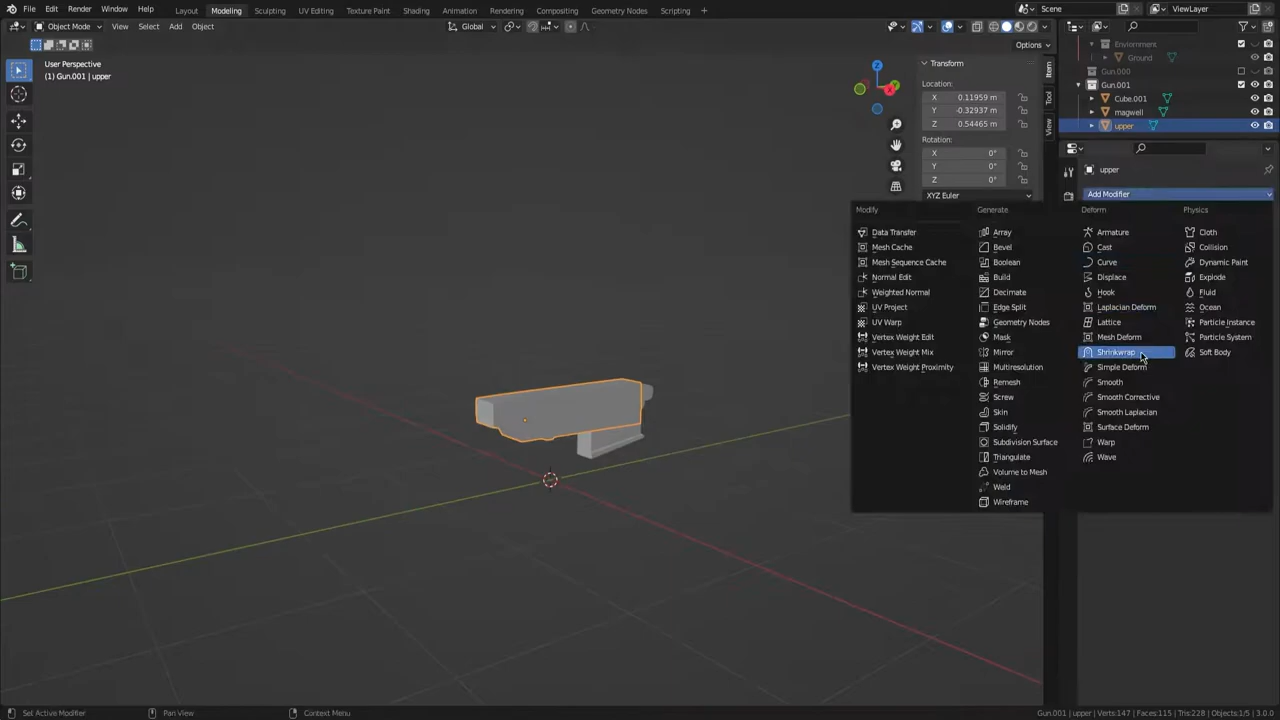 File Edit Render Window Help Layout Modeling Sculpting UV Editing Texture Paint Shading Animation Rendering Compositing Geometry Nodes Scripting + Scene ViewLayer
Object Mode View Select Add Object Global
Options
User Perspective
(1) Gun.001 | upper
Z
X
Transform
Location:
X 0.11959 m
Y -0.32937 m
Z 0.54465 m
Rotation:
X 0°
Y 0°
Z 0°
XYZ Euler
Item
Tool
View
Envirnment
Ground
Gun.000
Gun.001
Cube.001
magwell
upper
upper
Add Modifier
Modify
Data Transfer
Mesh Cache
Mesh Sequence Cache
Normal Edit
Weighted Normal
UV Project
UV Warp
Vertex Weight Edit
Vertex Weight Mix
Vertex Weight Proximity
Generate
Array
Bevel
Boolean
Build
Decimate
Edge Split
Geometry Nodes
Mask
Mirror
Multiresolution
Remesh
Screw
Skin
Solidify
Subdivision Surface
Triangulate
Volume to Mesh
Weld
Wireframe
Deform
Armature
Cast
Curve
Displace
Hook
Laplacian Deform
Lattice
Mesh Deform
Shrinkwrap
Simple Deform
Smooth
Smooth Corrective
Smooth Laplacian
Surface Deform
Warp
Wave
Physics
Cloth
Collision
Dynamic Paint
Explode
Fluid
Ocean
Particle Instance
Particle System
Soft Body
Set Active Modifier Pan View Context Menu Gun.001 | upper | Verts:147 | Faces:115 | Tris:228 | Objects:1/5 | 3.0.0